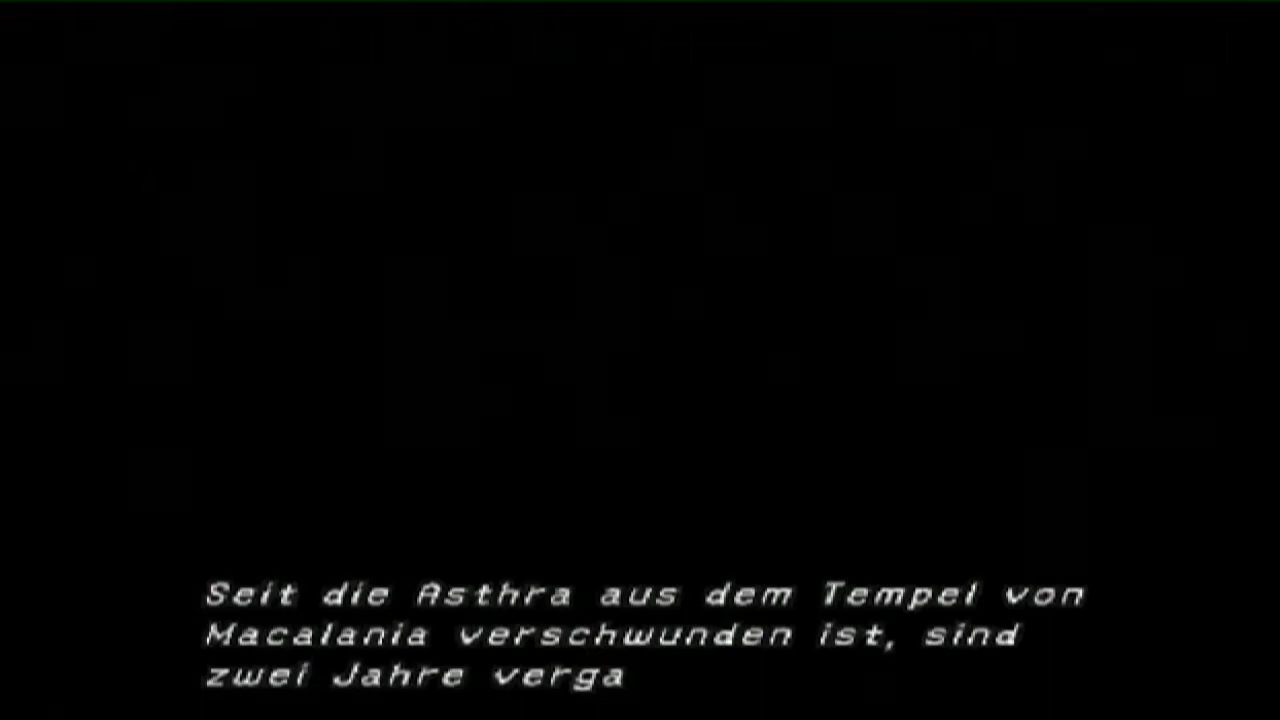 Seit die Asthra aus dem Tempel von
Macalania verschwunden ist, sind
zwei Jahre verga